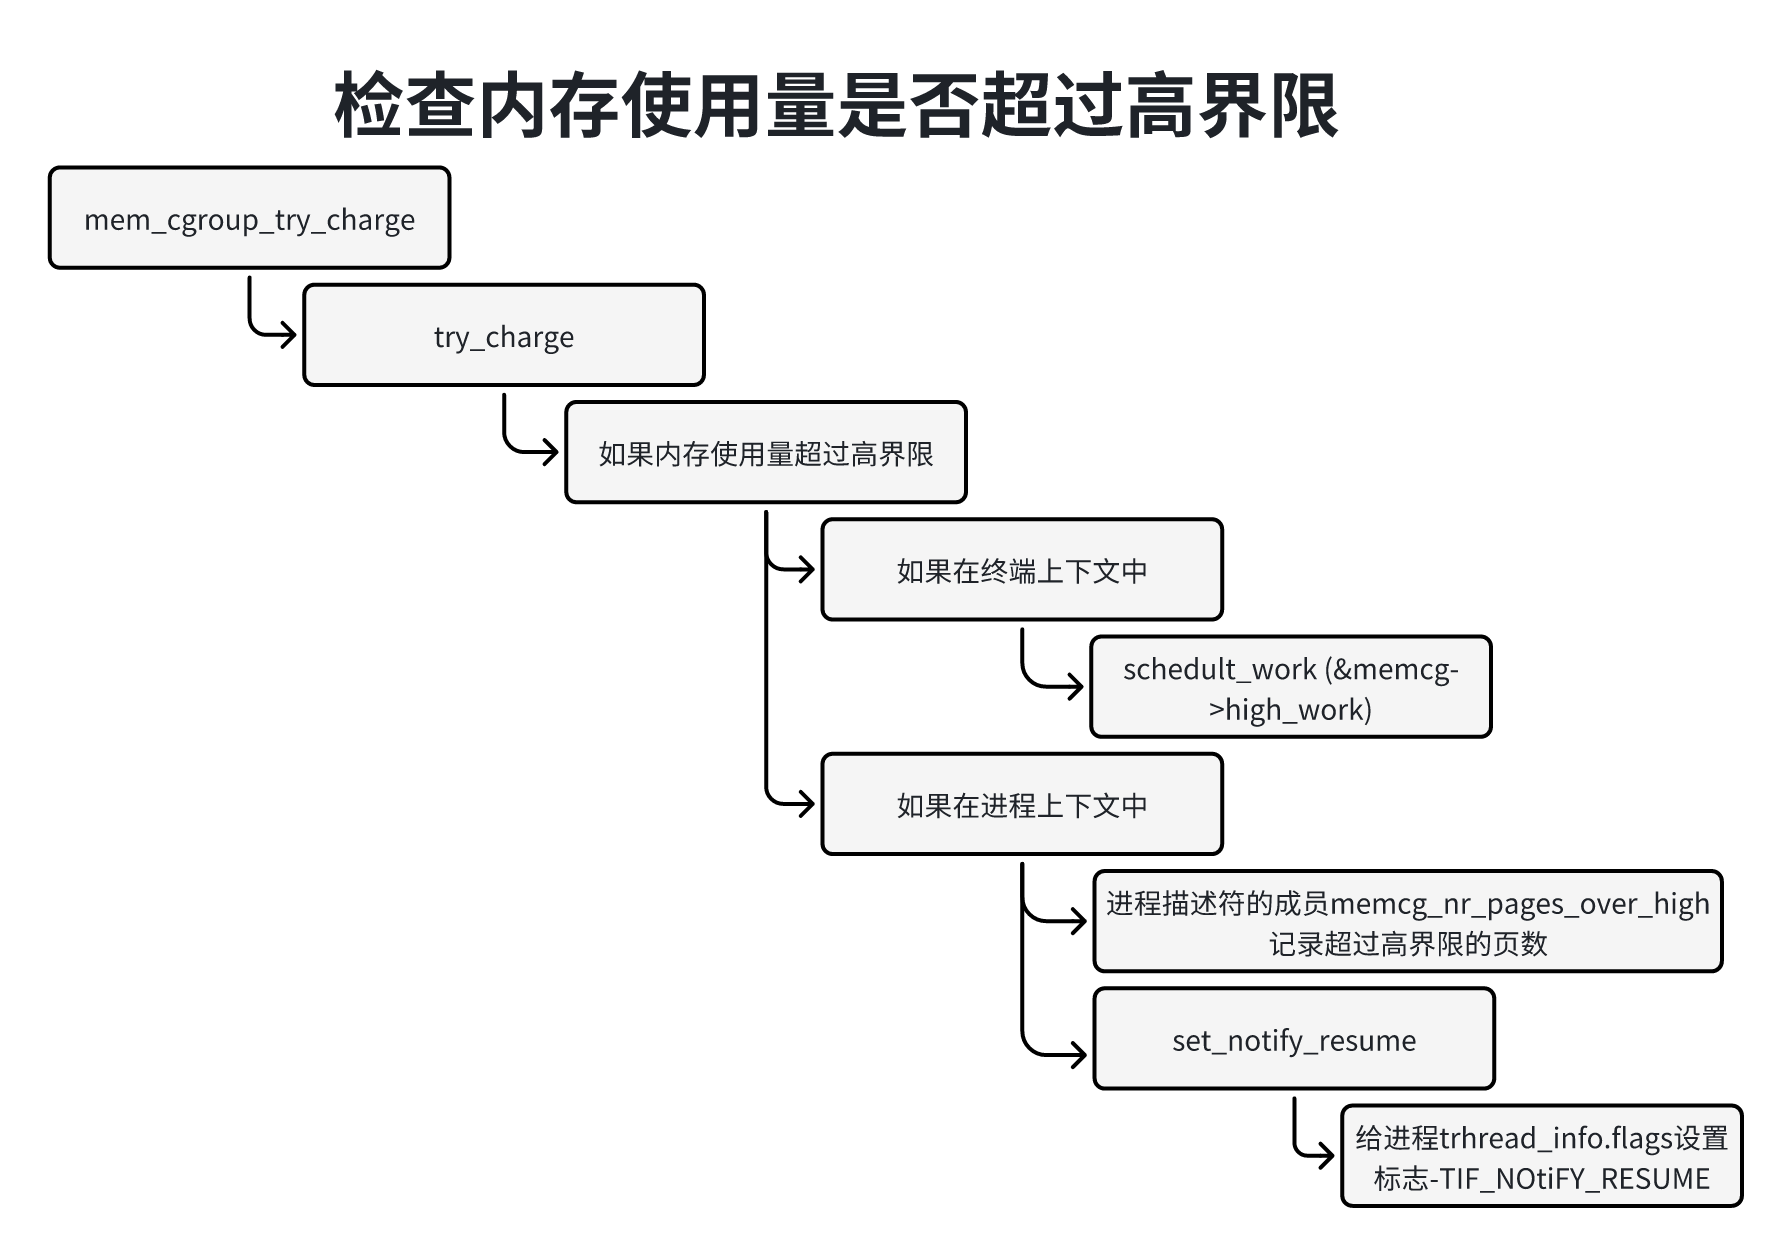 检查内存使用量是否超过高界限
mem_cgroup_try_charge
try_charge
如果内存使用量超过高界限
如果在终端上下文中
schedult_work (&memcg-
>high_work)
如果在进程上下文中
进程描述符的成员memcg_nr_pages_over_high
记录超过高界限的页数
set_notify_resume
给进程trhread_info.flags设置
标志-TIF_NOtiFY_RESUME